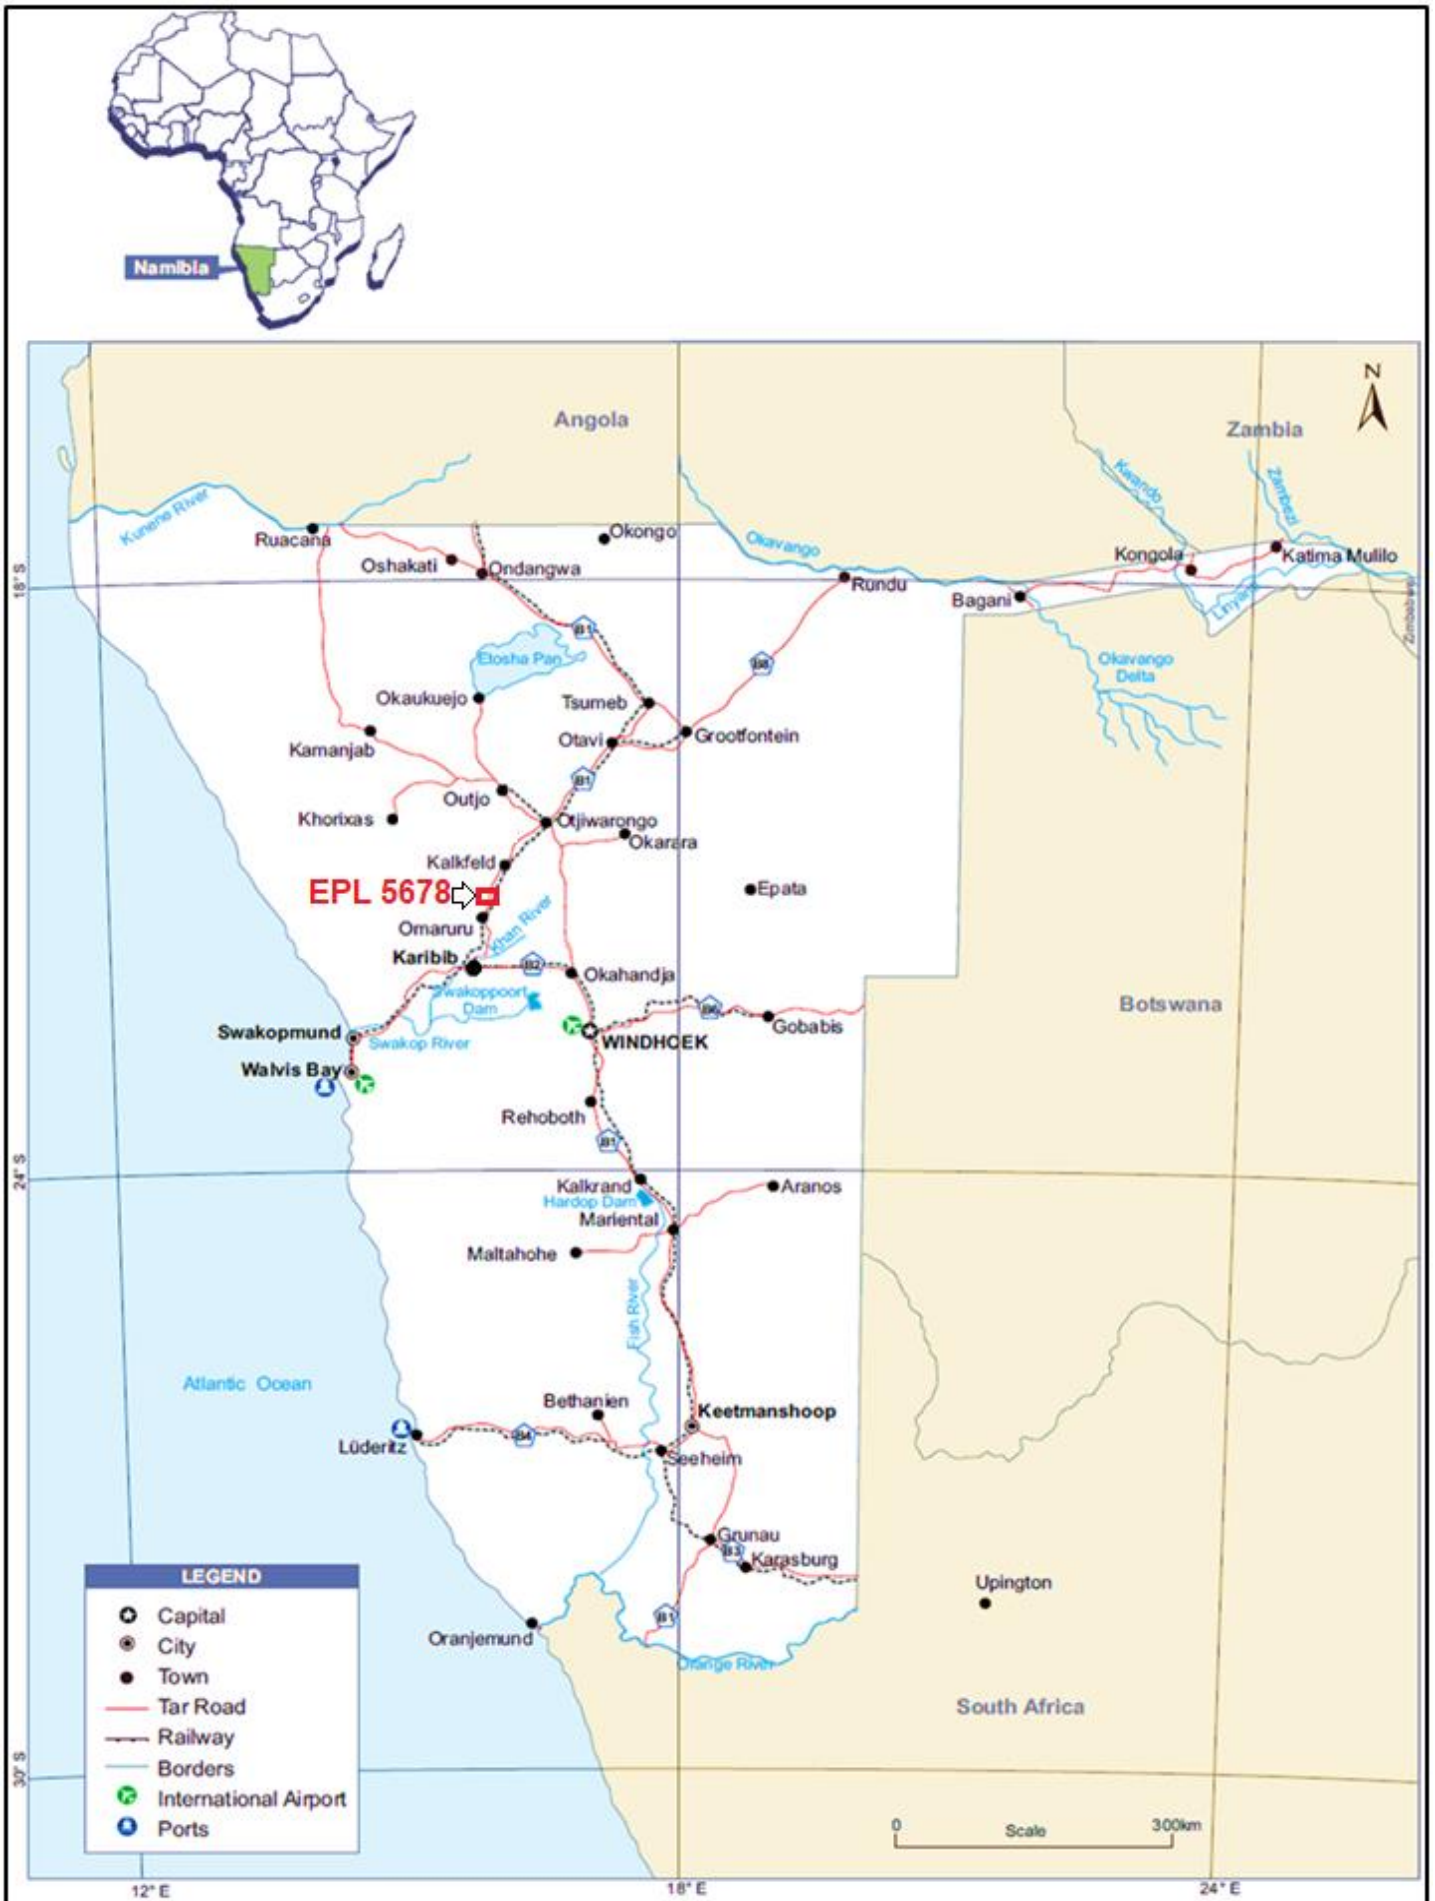 Namibia
N
Angola
Zambia
Kwando
Zambezi
Kunene River
Ruacana
Okongo
Okavango
Kongola
Katima Mulilo
Oshakati
Ondangwa
Rundu
Bagani
Linyanti
Zimbabwe
18° S
B1
Etosha Pan
B8
Okavango
Delta
Okaukuejo
Tsumeb
Kamanjab
Otavi
Grootfontein
B1
Outjo
Khorixas
Otjiwarongo
Okarara
Kalkfeld
EPL 5678
Epata
Omaruru
Khan River
Karibib
B2
Okahandja
Swakoppoort
Dam
B6
Botswana
Swakopmund
Swakop River
WINDHOEK
Gobabis
Walvis Bay
Rehoboth
B1
24° S
Kalkrand
Aranos
Hardop Dam
Mariental
Maltahohe
Fish River
Atlantic Ocean
Bethanien
Keetmanshoop
Lüderitz
B4
Seeheim
Grunau
B3
Karasburg
Upington
B1
Oranjemund
Orange River
South Africa
LEGEND
Capital
City
Town
Tar Road
Railway
Borders
International Airport
Ports
30° S
0
Scale
300km
12° E
18° E
24° E